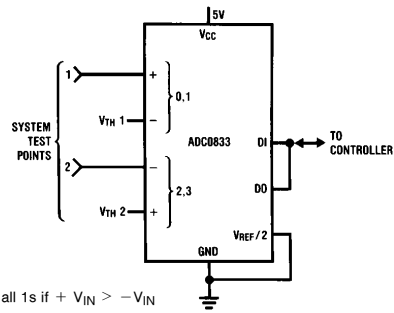 5V
VCC
1
+
0,1
VTH 1
−
SYSTEM
TEST
POINTS
ADC0833
DI
TO
CONTROLLER
2
−
2,3
DO
VTH 2
+
VREF/2
GND
all 1s if + VIN > −VIN